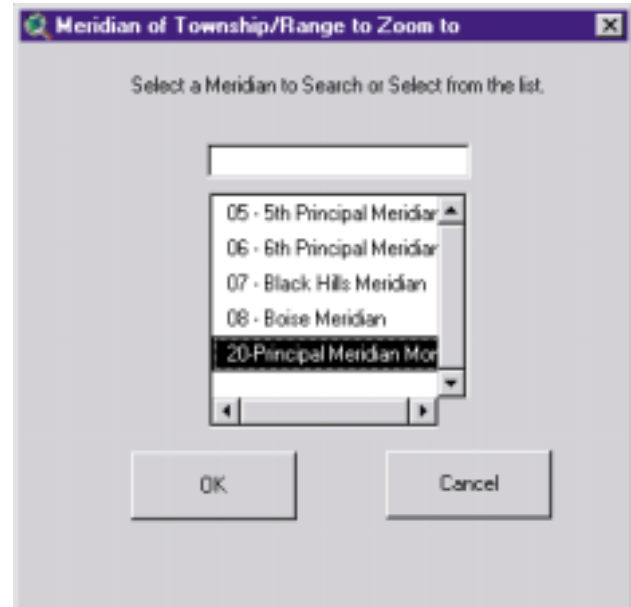 Meridian of Township/Range to Zoom to
Select a Meridian to Search or Select from the list.
05 - 5th Principal Meridian
06 - 6th Principal Meridian
07 - Black Hills Meridian
08 - Boise Meridian
20-Principal Meridian Mon
OK
Cancel